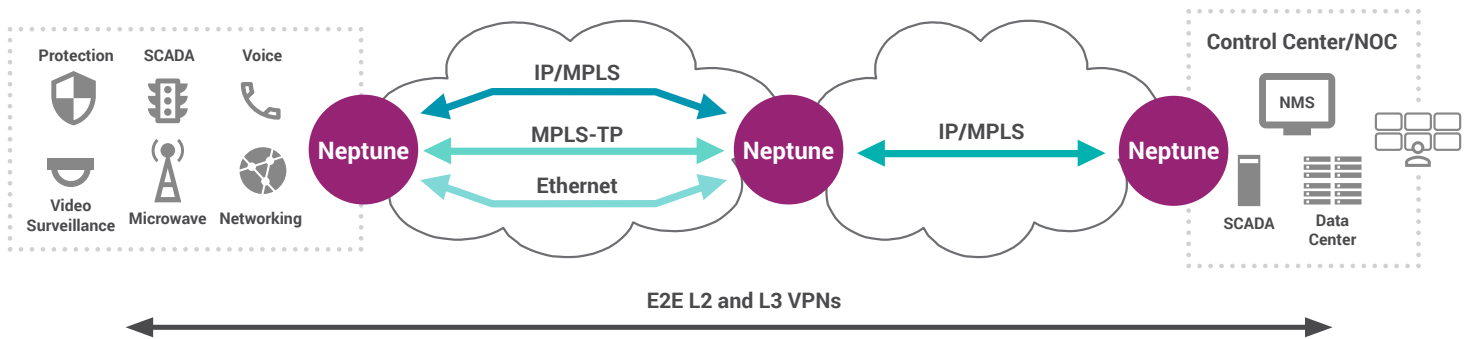 Protection
SCADA
Voice
Video
Surveillance
Microwave
Networking
Neptune
IP/MPLS
MPLS-TP
Ethernet
Neptune
IP/MPLS
Neptune
Control Center/NOC
NMS
SCADA
Data
Center
E2E L2 and L3 VPNs